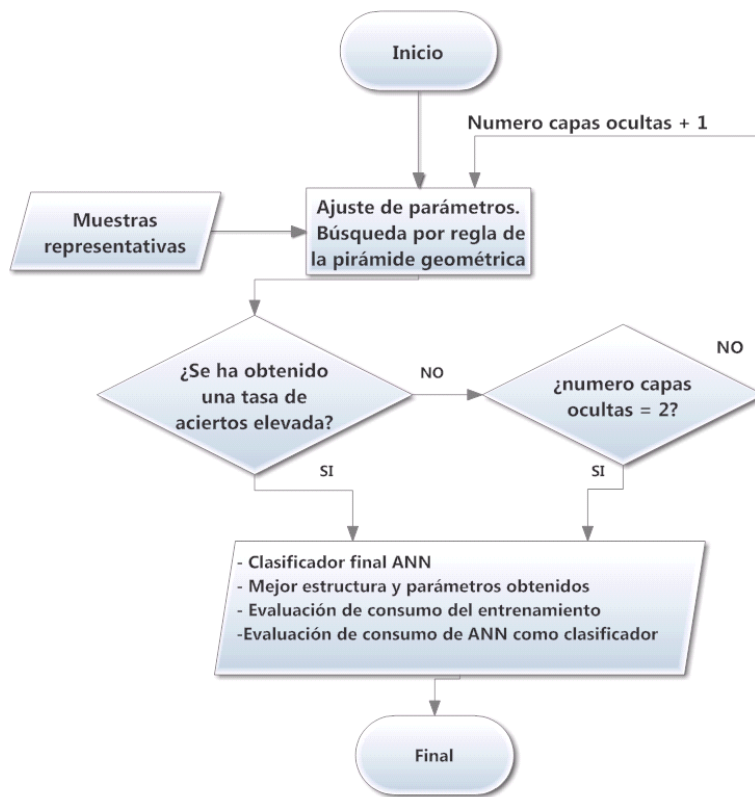 Inicio
Numero capas ocultas + 1
Muestras
representativas
Ajuste de parámetros.
Búsqueda por regla de
la pirámide geométrica
¿Se ha obtenido
una tasa de
aciertos elevada?
NO
¿numero capas
ocultas = 2?
NO
SI
SI
- Clasificador final ANN
- Mejor estructura y parámetros obtenidos
- Evaluación de consumo del entrenamiento
-Evaluación de consumo de ANN como clasificador
Final